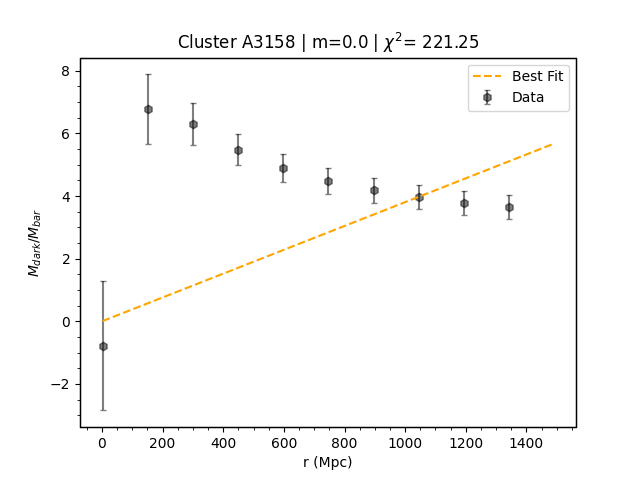 Cluster A3158 | m=0.0 | χ²= 221.25
Best Fit
Data
8
6
4
2
0
−2
M_dark/M_bar
0 200 400 600 800 1000 1200 1400
r (Mpc)